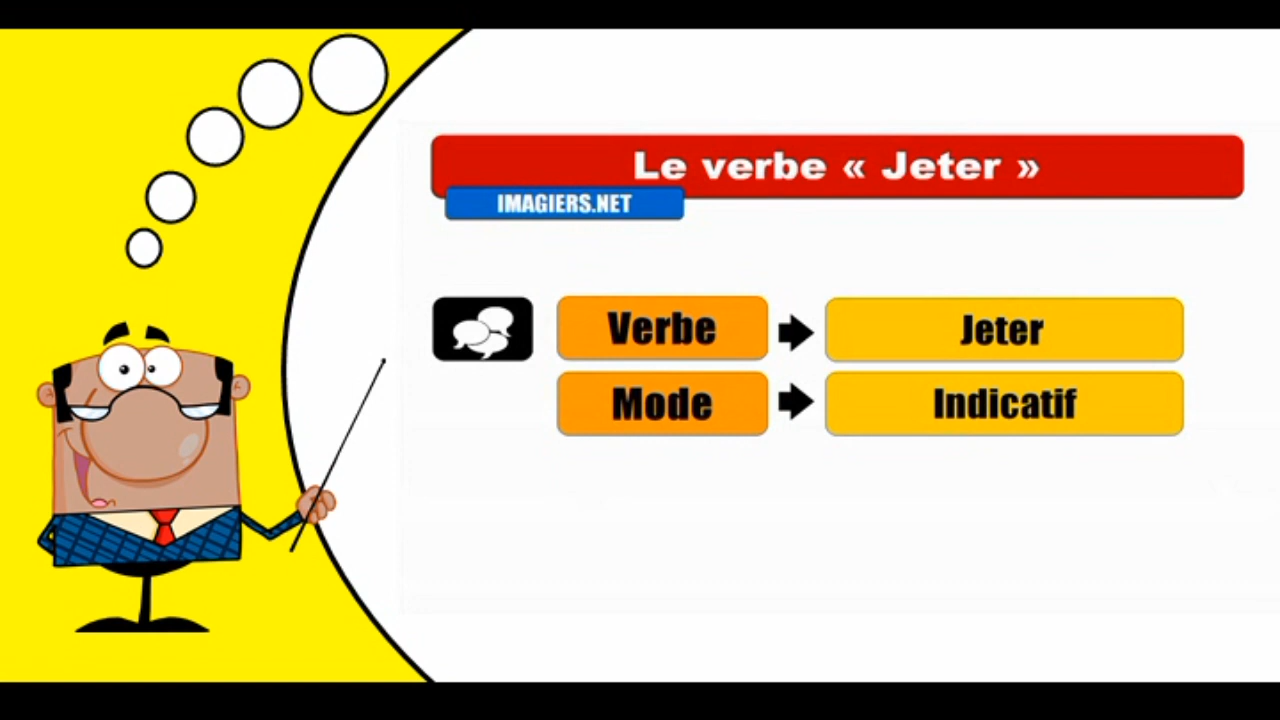 Le verbe « Jeter »
IMAGIERS.NET
Verbe Jeter
Mode Indicatif